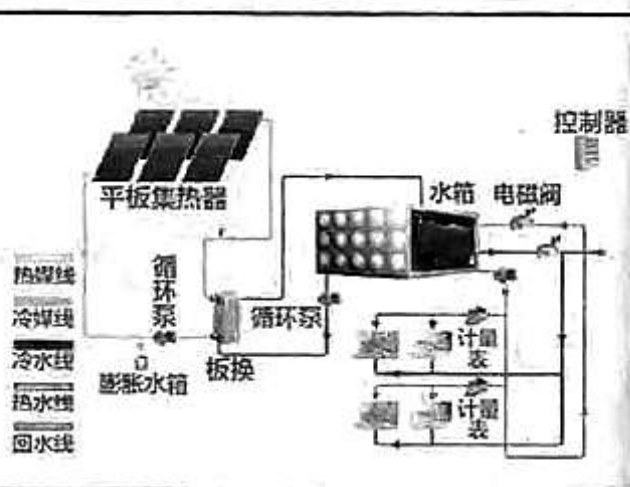 控制器
平板集热器
水箱
电磁阀
热媒线
冷媒线
冷水线
热水线
回水线
循环泵
膨胀水箱
板换
循环泵
计量表
计量表